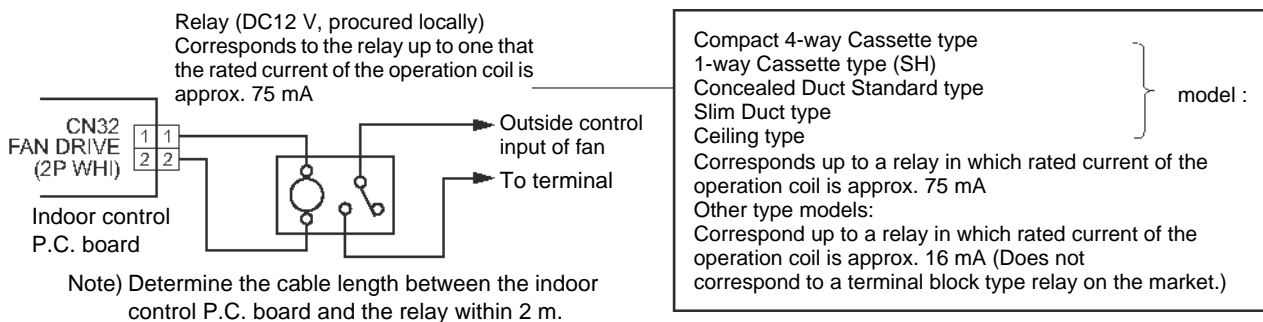 Relay (DC12 V, procured locally)
Corresponds to the relay up to one that
the rated current of the operation coil is
approx. 75 mA
CN32
FAN DRIVE
(2P WHI)
1 1
2 2
Indoor control
P.C. board
Outside control
input of fan
To terminal
Note) Determine the cable length between the indoor
control P.C. board and the relay within 2 m.
Compact 4-way Cassette type
1-way Cassette type (SH)
Concealed Duct Standard type
Slim Duct type
Ceiling type
model :
Corresponds up to a relay in which rated current of the
operation coil is approx. 75 mA
Other type models:
Correspond up to a relay in which rated current of the
operation coil is approx. 16 mA (Does not
correspond to a terminal block type relay on the market.)